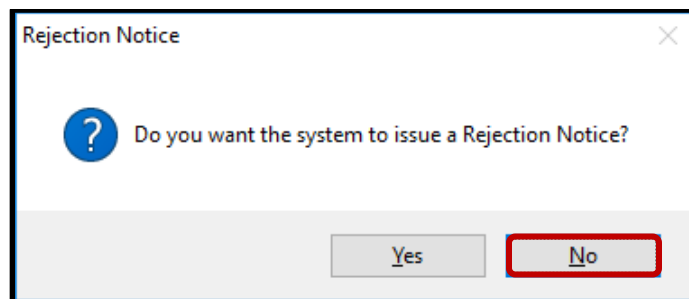 Rejection Notice
Do you want the system to issue a Rejection Notice?
Yes
No